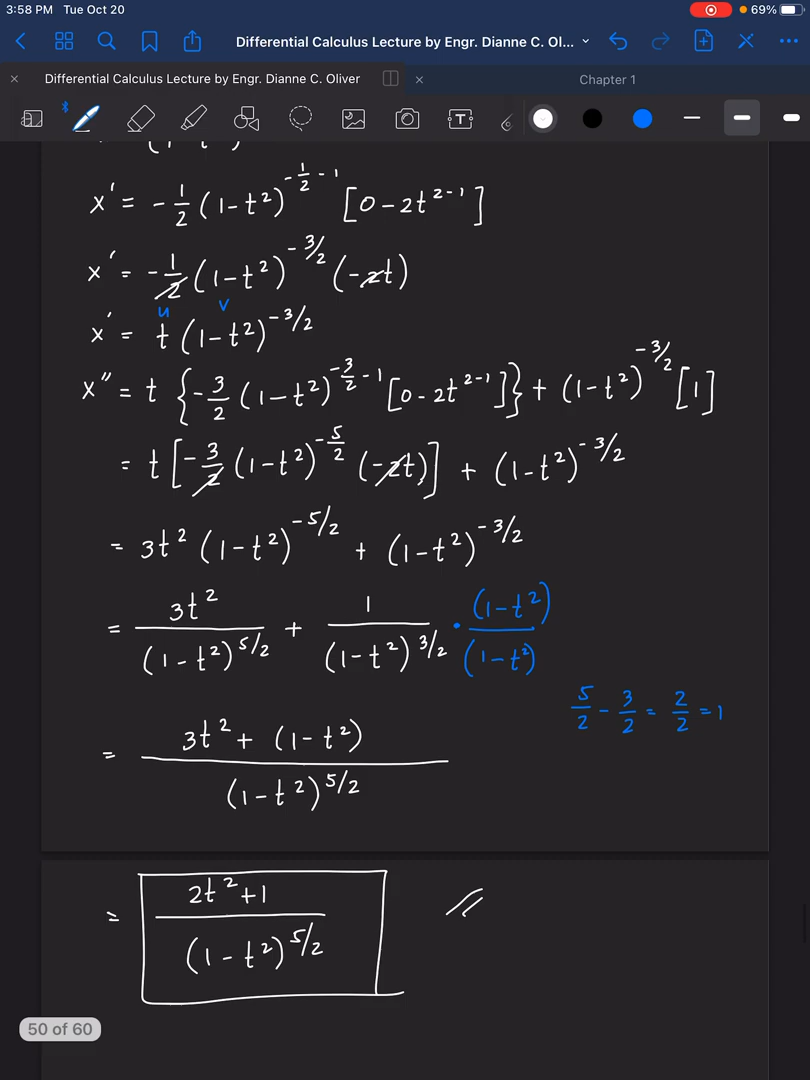 3:58 PM Tue Oct 20 69%
Differential Calculus Lecture by Engr. Dianne C. Ol...
Differential Calculus Lecture by Engr. Dianne C. Oliver Chapter 1
x' = -1/2 (1-t²)^(-1/2 - 1) [0 - 2t^(2-1)]
x' = -1/2 (1-t²)^(-3/2) (-2t)
u v
x' = t (1-t²)^(-3/2)
x'' = t {-3/2 (1-t²)^(-3/2 - 1) [0 - 2t^(2-1)]} + (1-t²)^(-3/2) [1]
= t [-3/2 (1-t²)^(-5/2) (-2t)] + (1-t²)^(-3/2)
= 3t² (1-t²)^(-5/2) + (1-t²)^(-3/2)
= 3t²/(1-t²)^(5/2) + 1/(1-t²)^(3/2) · (1-t²)/(1-t²)
5/2 - 3/2 = 2/2 = 1
= (3t² + (1-t²))/(1-t²)^(5/2)
= (2t² + 1)/(1-t²)^(5/2) //
50 of 60